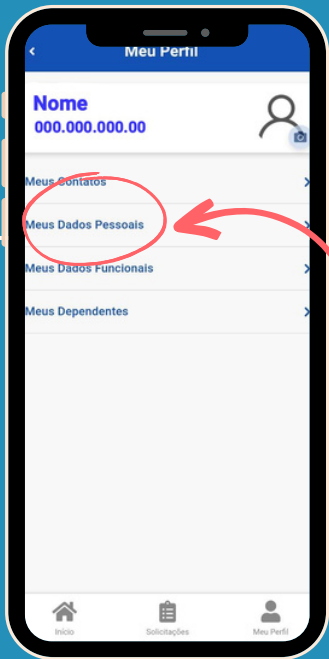 Meu Perfil
Nome
000.000.000.00
Meus Contatos
Meus Dados Pessoais
Meus Dados Funcionais
Meus Dependentes
Início
Solicitações
Meu Perfil